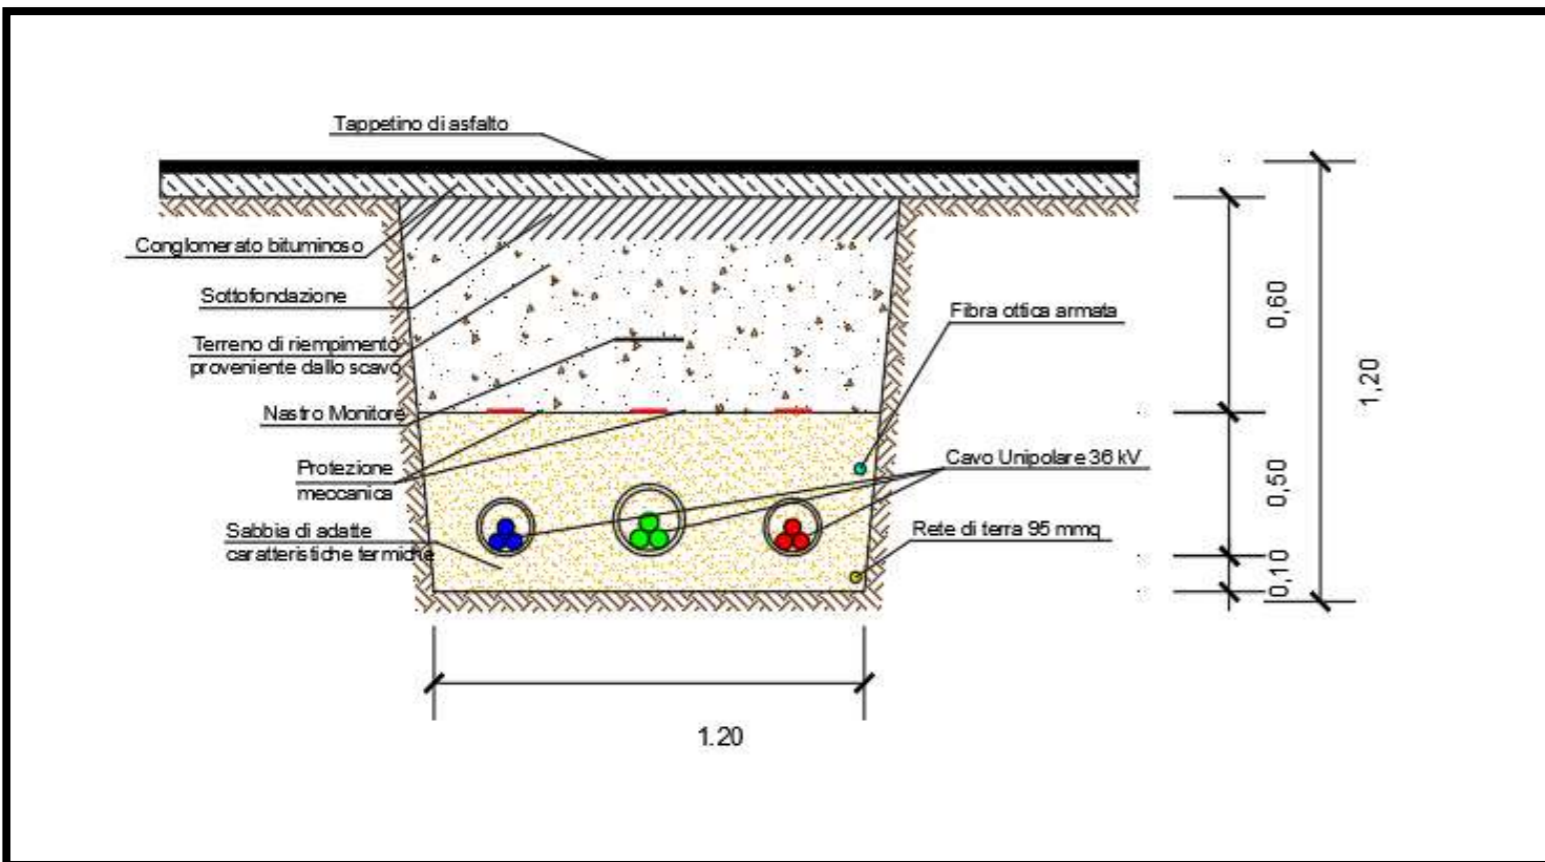 Tappetino di asfalto
Conglomerato bituminoso
Sottofondazione
Terreno di riempimento
proveniente dallo scavo
Nastro Monitore
Protezione
meccanica
Sabbia di adatte
caratteristiche termiche
Fibra ottica armata
Cavo Unipolare 36 kV
Rete di terra 95 mmq
0,60
0,50
0,10
1,20
1.20